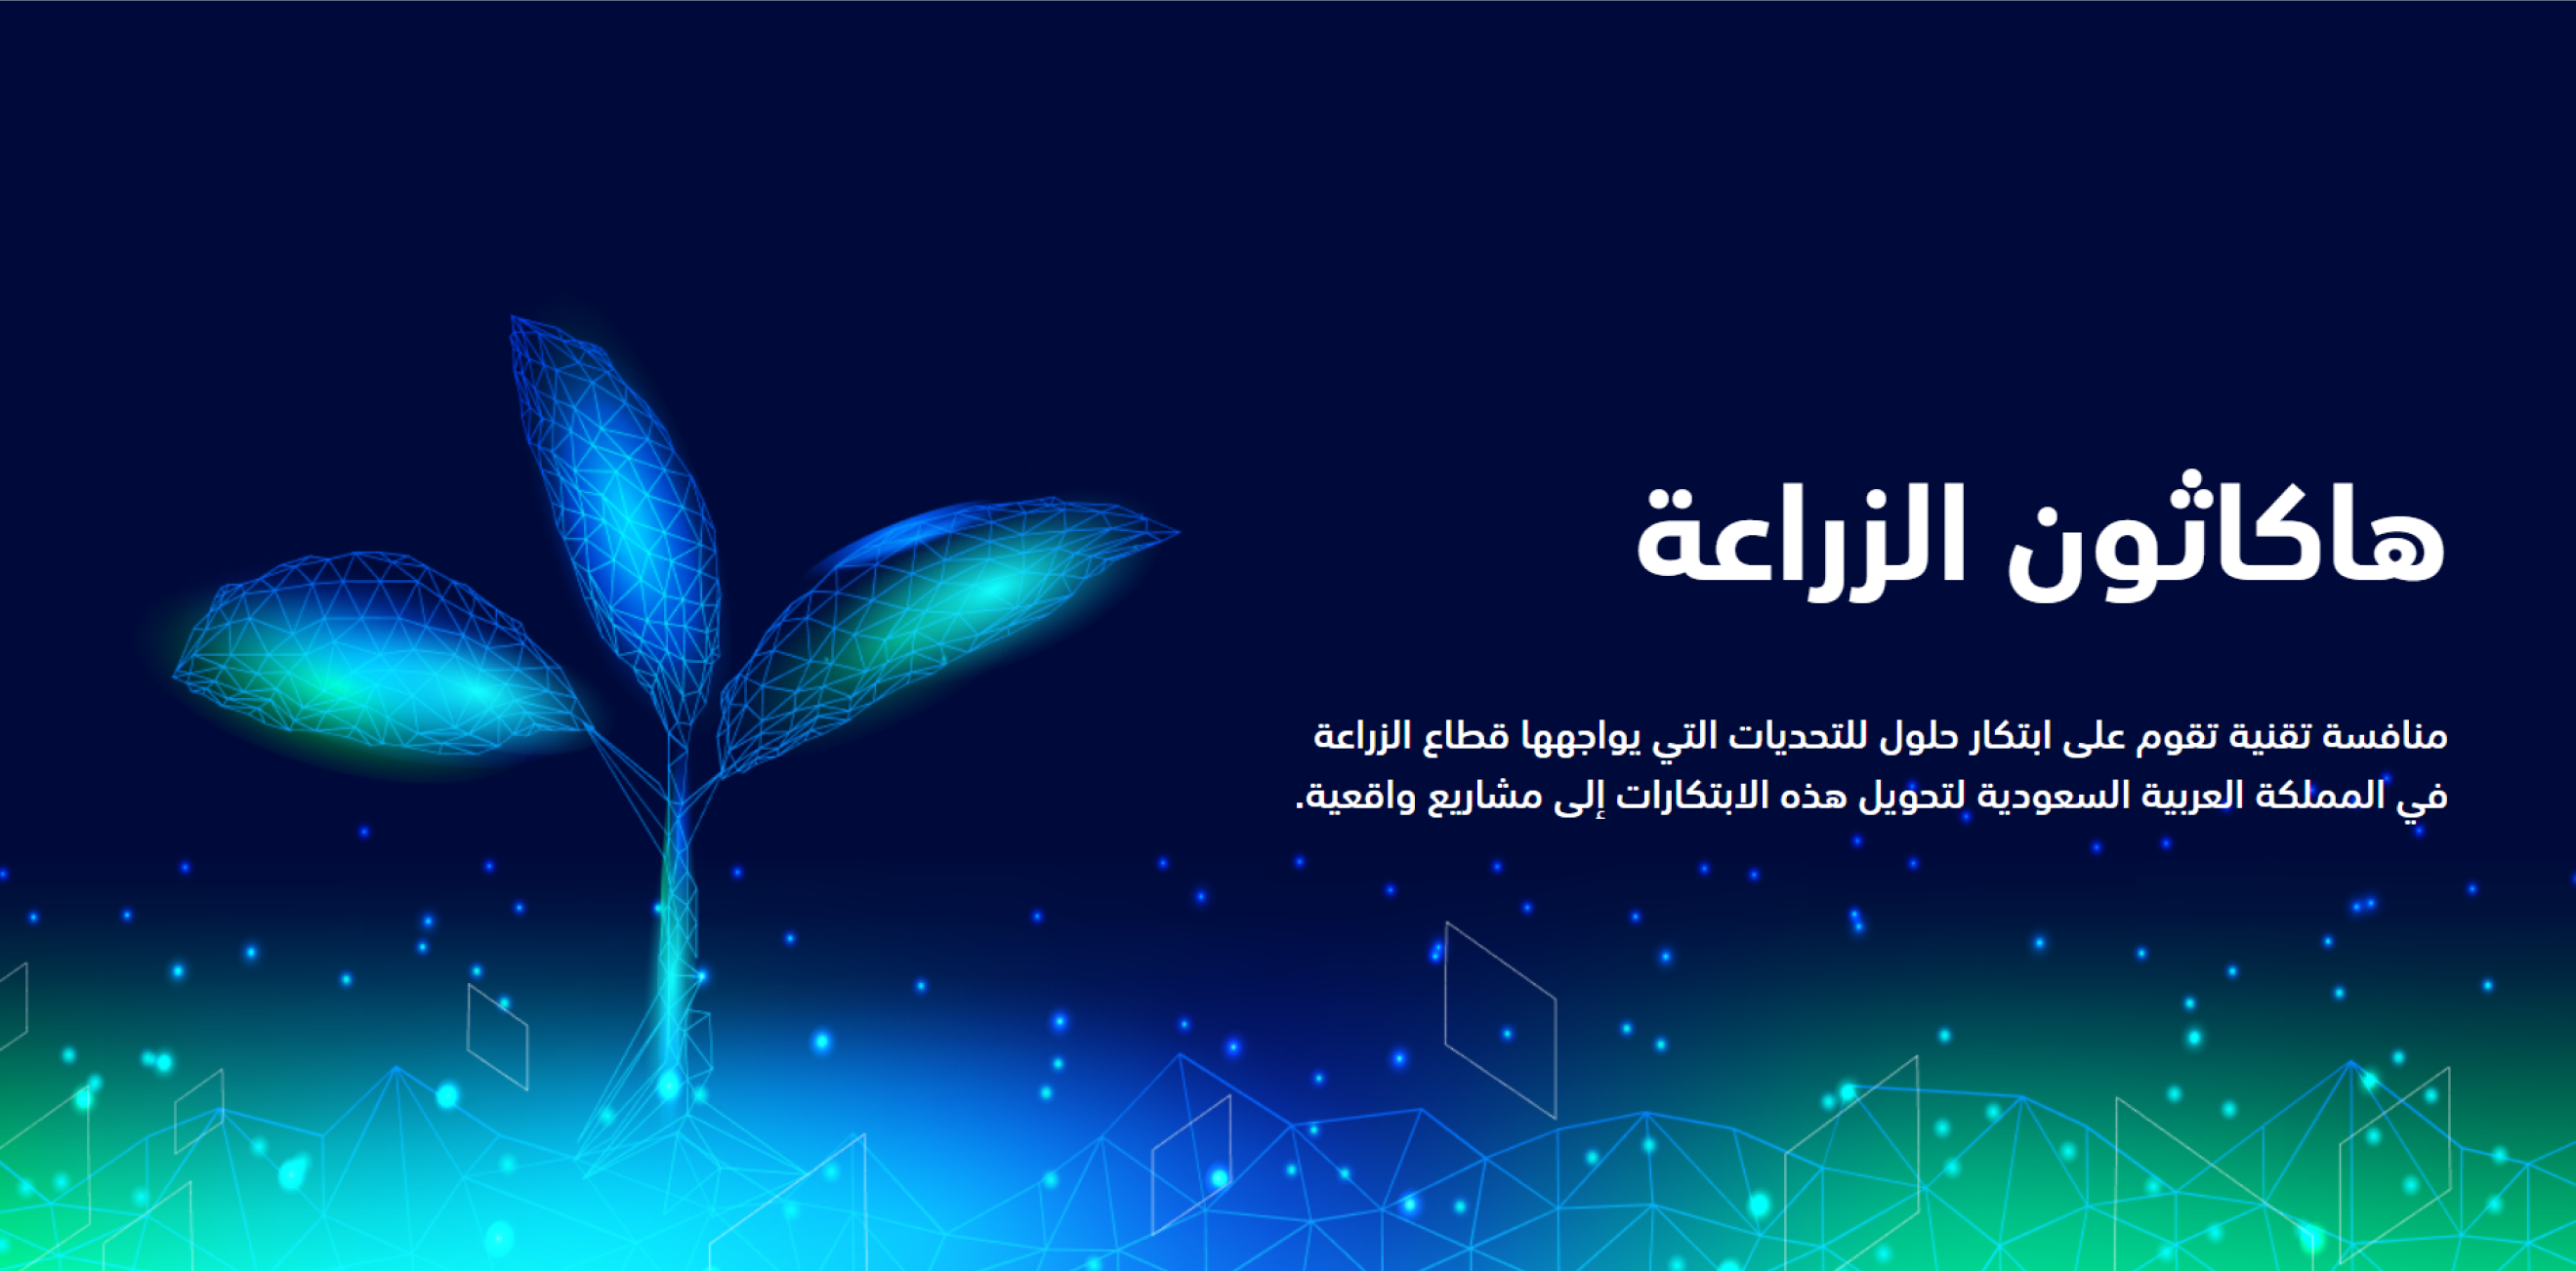 هاكاثون الزراعة
منافسة تقنية تقوم على ابتكار حلول للتحديات التي يواجهها قطاع الزراعة
في المملكة العربية السعودية لتحويل هذه الابتكارات إلى مشاريع واقعية.